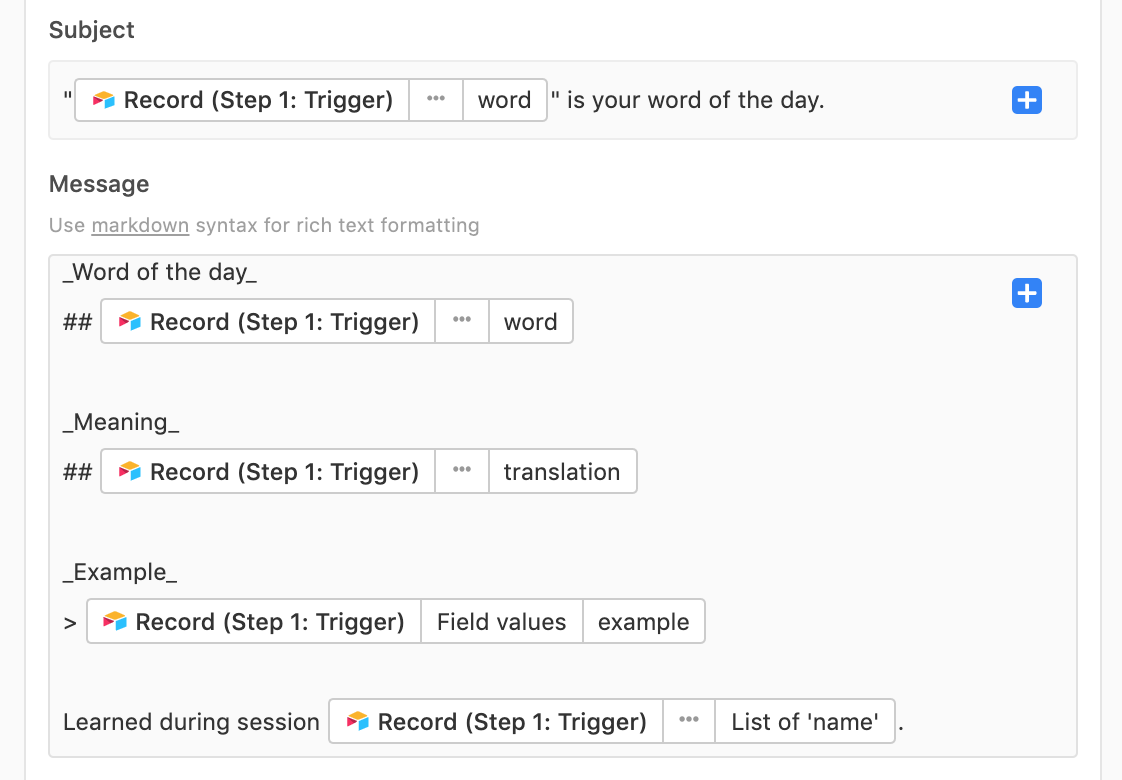 Subject
" Record (Step 1: Trigger) ... word " is your word of the day.
Message
Use markdown syntax for rich text formatting
_Word of the day_
## Record (Step 1: Trigger) ... word
_Meaning_
## Record (Step 1: Trigger) ... translation
_Example_
> Record (Step 1: Trigger) Field values example
Learned during session Record (Step 1: Trigger) ... List of 'name' .